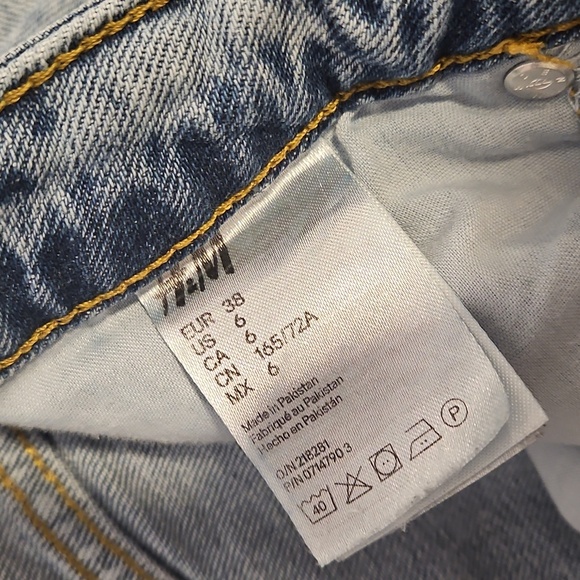 H&M
EUR 38
US 6
CA 6
CN 165/72A
MX 6
Made in Pakistan
Fabriqué au Pakistan
Hecho en Pakistán
O/N 218281
P/N 0714790 3
40
P